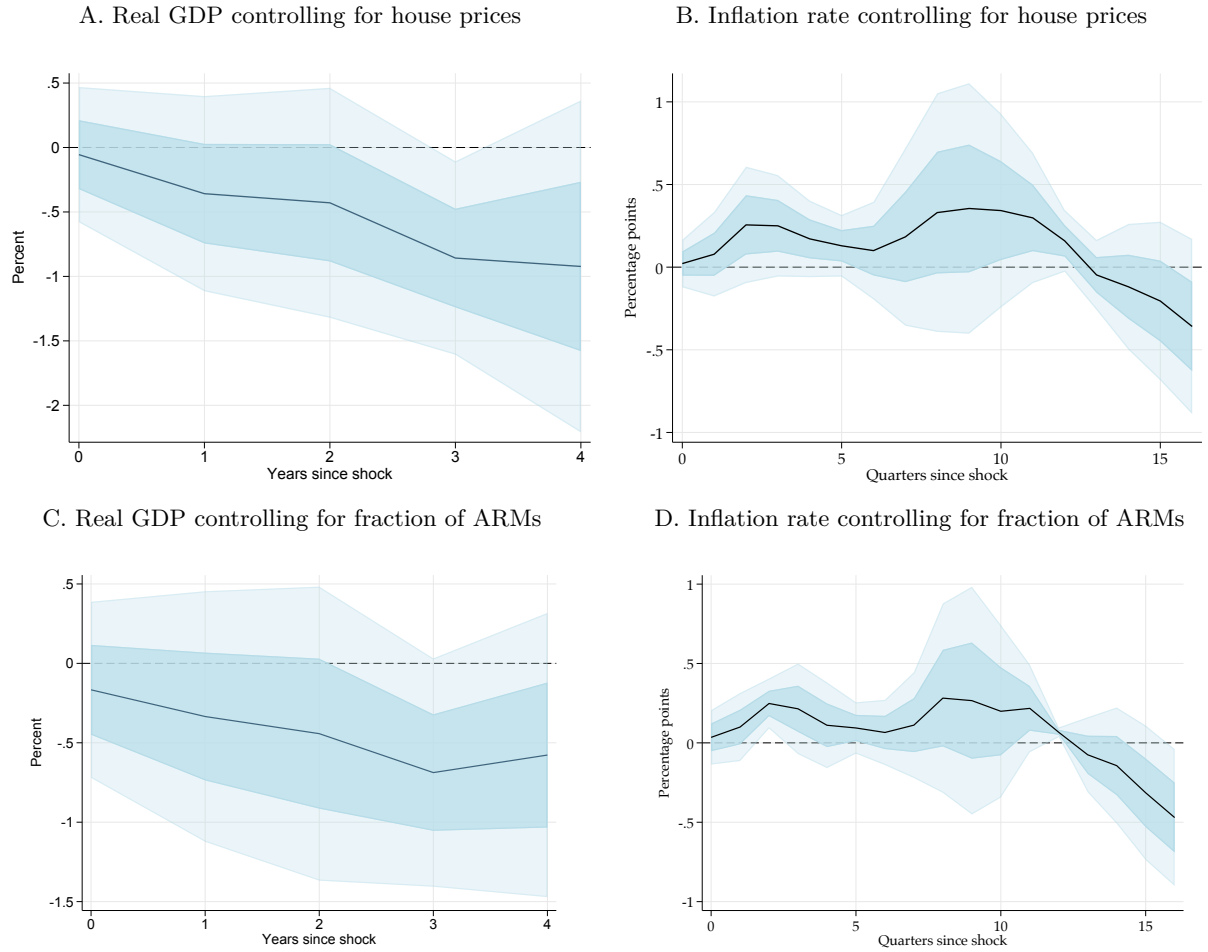 A. Real GDP controlling for house prices
B. Inflation rate controlling for house prices
.5
0
-.5
-1
-1.5
-2
Percent
0 1 2 3 4
Years since shock
1
.5
0
-.5
-1
Percentage points
0 5 10 15
Quarters since shock
C. Real GDP controlling for fraction of ARMs
D. Inflation rate controlling for fraction of ARMs
.5
0
-.5
-1
-1.5
Percent
0 1 2 3 4
Years since shock
1
.5
0
-.5
-1
Percentage points
0 5 10 15
Quarters since shock